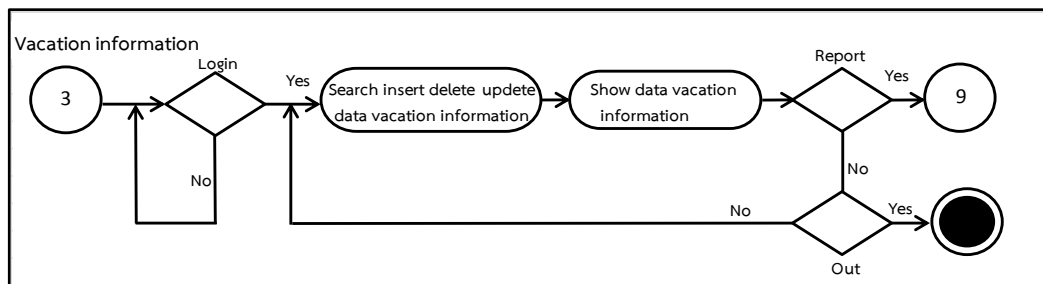 Vacation information
Login
Report
3
Yes
Search insert delete updete
data vacation information
Show data vacation
information
Yes
9
No
No
No
Yes
Out